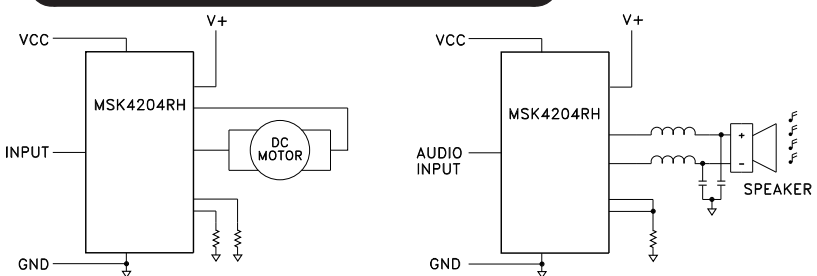 V+
VCC
MSK4204RH
DC
MOTOR
INPUT
GND
V+
VCC
MSK4204RH
AUDIO
INPUT
+
-
SPEAKER
GND